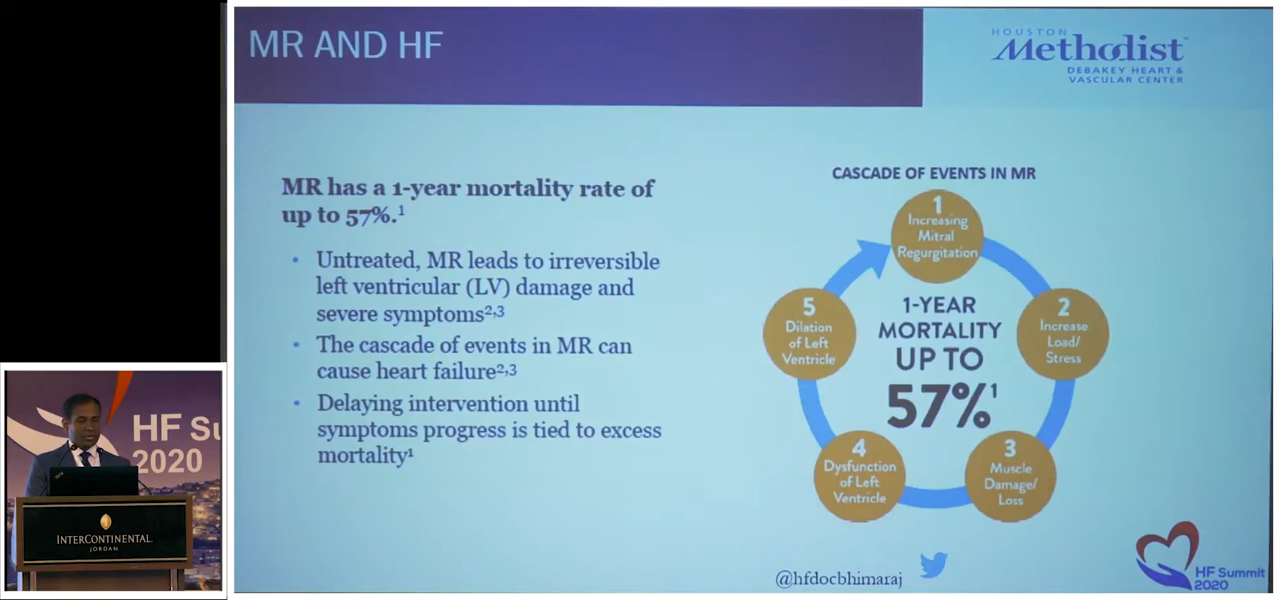 MR AND HF
HOUSTON
Methodist
DEBAKEY HEART &
VASCULAR CENTER
MR has a 1-year mortality rate of
up to 57%.¹
• Untreated, MR leads to irreversible
left ventricular (LV) damage and
severe symptoms²,³
• The cascade of events in MR can
cause heart failure²,³
• Delaying intervention until
symptoms progress is tied to excess
mortality¹
CASCADE OF EVENTS IN MR
1
Increasing
Mitral
Regurgitation
2
Increase
Load/
Stress
3
Muscle
Damage/
Loss
4
Dysfunction
of Left
Ventricle
5
Dilation
of Left
Ventricle
1-YEAR
MORTALITY
UP TO
57%¹
@hfdocbhimaraj
HF Summit
2020
HF Su
2020
INTERCONTINENTAL
JORDAN